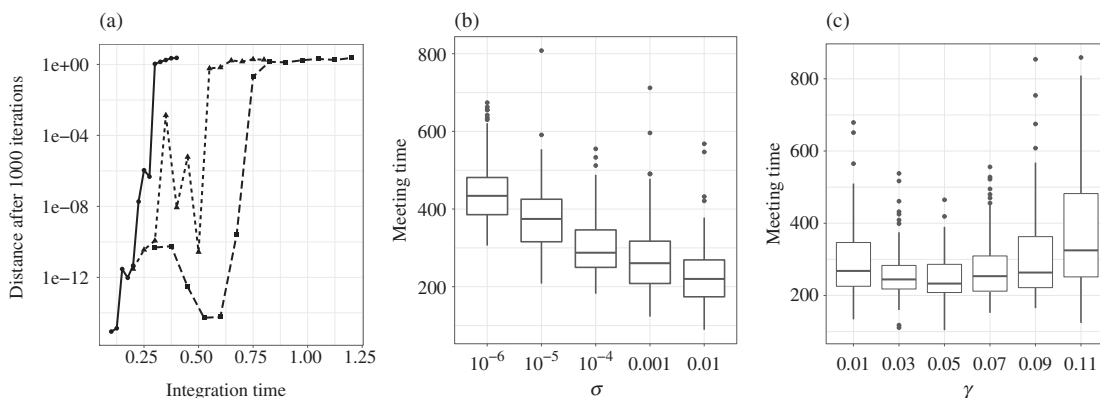 (a)
Distance after 1000 iterations
1e+00
1e−04
1e−08
1e−12
0.25 0.50 0.75 1.00 1.25
Integration time
(b)
Meeting time
800
600
400
200
10⁻⁶ 10⁻⁵ 10⁻⁴ 0.001 0.01
σ
(c)
Meeting time
800
600
400
200
0.01 0.03 0.05 0.07 0.09 0.11
γ